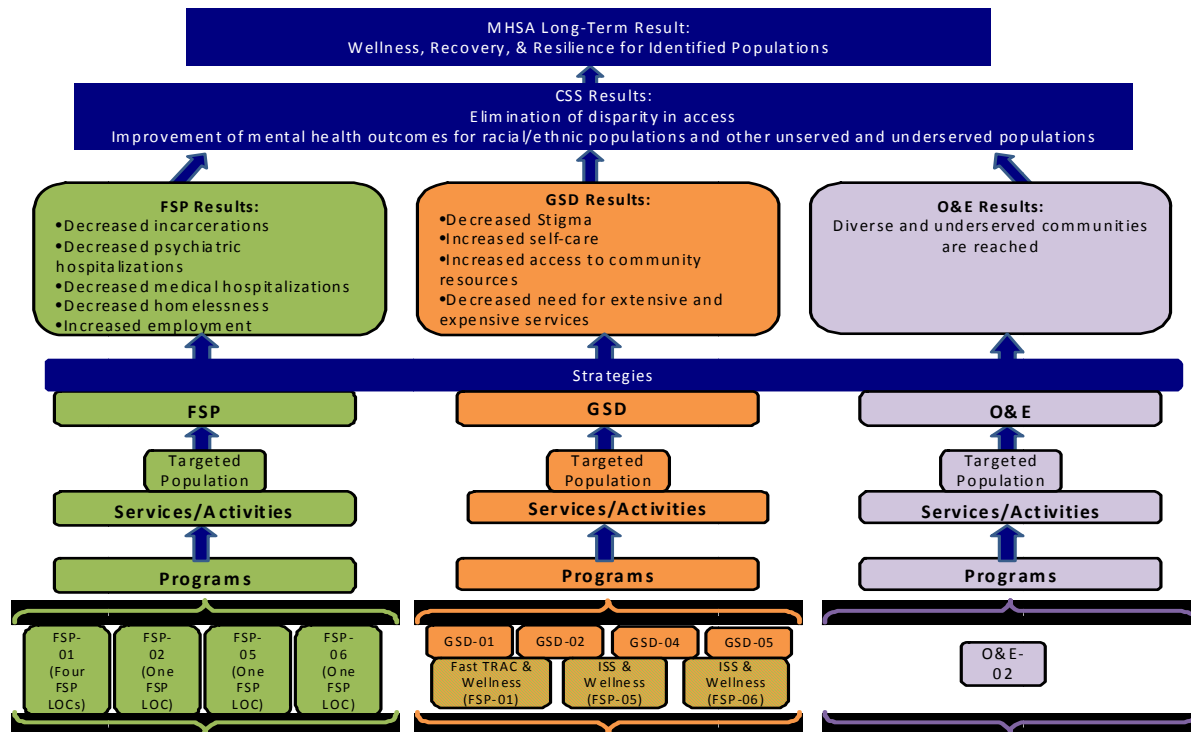 MHSA Long-Term Result:
Wellness, Recovery, & Resilience for Identified Populations
CSS Results:
Elimination of disparity in access
Improvement of mental health outcomes for racial/ethnic populations and other unserved and underserved populations
FSP Results:
•Decreased incarcerations
•Decreased psychiatric
hospitalizations
•Decreased medical hospitalizations
•Decreased homelessness
•Increased employment
GSD Results:
•Decreased Stigma
•Increased self-care
•Increased access to community
resources
•Decreased need for extensive and
expensive services
O&E Results:
Diverse and underserved communities
are reached
Strategies
FSP
GSD
O&E
Targeted
Population
Targeted
Population
Targeted
Population
Services/Activities
Services/Activities
Services/Activities
Programs
Programs
Programs
FSP-
01
(Four
FSP
LOCs)
FSP-
02
(One
FSP
LOC)
FSP-
05
(One
FSP
LOC)
FSP-
06
(One
FSP
LOC)
GSD-01
GSD-02
GSD-04
GSD-05
Fast TRAC &
Wellness
(FSP-01)
ISS &
Wellness
(FSP-05)
ISS &
Wellness
(FSP-06)
O&E-
02